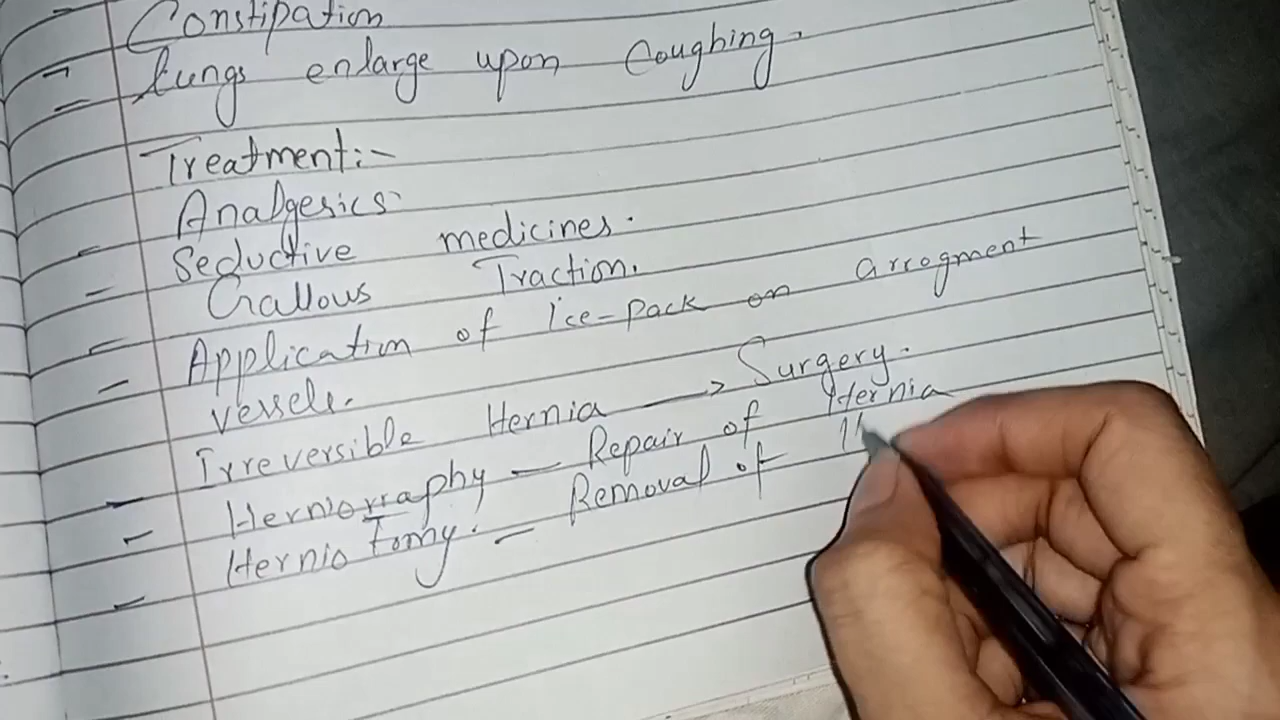 - Constipation
- Lungs enlarge upon Coughing.
Treatment:-
- Analgesics.
- Seductive medicines.
- Gallows Traction.
- Application of Ice-pack on arrogment
vessels.
- Irreversible Hernia → Surgery.
- Herniorraphy - Repair of Hernia
- Herniotomy. - Removal of H